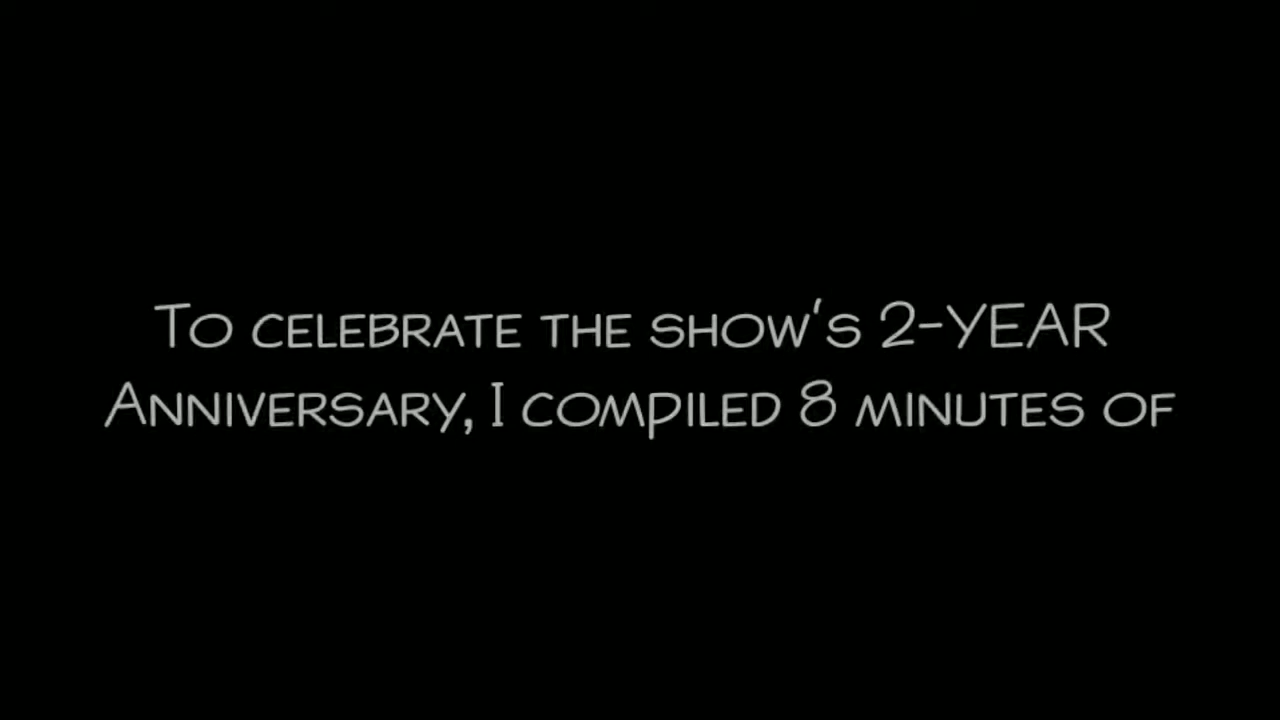 To celebrate the show's 2-YEAR
Anniversary, I compiled 8 minutes of